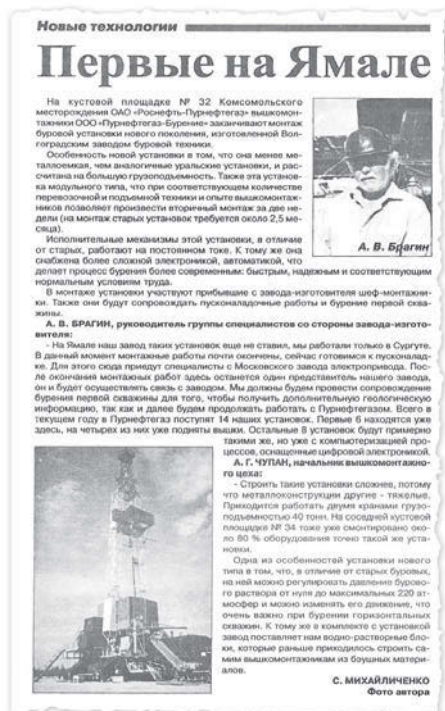 Новые технологии
Первые на Ямале
На кустовой площадке № 32 Комсомольского
месторождения ОАО «Роснефть-Пурнефтегаз» вышкомон-
тажники ООО «Пурнефтегаз-Бурение» заканчивают монтаж
буровой установки нового поколения, изготовленной Вол-
гоградским заводом буровой техники.
Особенность новой установки в том, что она менее ме-
таллоемкая, чем аналогичные уральские установки, и рас-
считана на большую грузоподъемность. Также эта установ-
ка модульного типа, что при соответствующем количестве
перевозочной и подъемной техники и опыте вышкомонтаж-
ников позволяет произвести вторичный монтаж за две не-
дели (на монтаж старых установок требуется около 2,5 ме-
сяца).
Исполнительные механизмы этой установки, в отличие
от старых, работают на постоянном токе. К тому же она
снабжена более сложной электроникой, автоматикой, что
делает процесс бурения более современным: быстрым, надежным и соответствующим
нормальным условиям труда.
В монтаже установки участвуют прибывшие с завода-изготовителя шеф-монтажни-
ки. Также они будут сопровождать пусконаладочные работы и бурение первой сква-
жины.
А. В. Брагин
А. В. БРАГИН, руководитель группы специалистов со стороны завода-изгото-
вителя:
- На Ямале наш завод таких установок еще не ставил, мы работали только в Сургуте.
В данный момент монтажные работы почти окончены, сейчас готовимся к пусконалад-
ке. Для этого сюда приедут специалисты с Московского завода электропривода. Пос-
ле окончания монтажных работ здесь останется один представитель нашего завода,
он и будет осуществлять связь с заводом. Мы должны будем провести сопровождение
бурения первой скважины для того, чтобы получить дополнительную геологическую
информацию, так как и далее будем продолжать работать с Пурнефтегазом. Всего в
текущем году в Пурнефтегаз поступят 14 наших установок. Первые 6 находятся уже
здесь, на четырех из них уже подняты вышки. Остальные 8 установок будут примерно
такими же, но уже с компьютеризацией про-
цессов, оснащенные цифровой электроникой.
А. Г. ЧУПАН, начальник вышкомонтажно-
го цеха:
- Строить такие установки сложнее, потому
что металлоконструкции другие - тяжелые.
Приходится работать двумя кранами грузо-
подъемностью 40 тонн. На соседней кустовой
площадке № 34 тоже уже смонтировано око-
ло 80 % оборудования точно такой же уста-
новки.
Одна из особенностей установки нового
типа в том, что, в отличие от старых буровых,
на ней можно регулировать давление бурово-
го раствора от нуля до максимальных 220 ат-
мосфер и можно изменять его движение, что
очень важно при бурении горизонтальных
скважин. К тому же в комплекте с установкой
завод поставляет нам водно-растворные бло-
ки, которые раньше приходилось строить са-
мим вышкомонтажникам из боушных матери-
алов.
С. МИХАЙЛИЧЕНКО
Фото автора